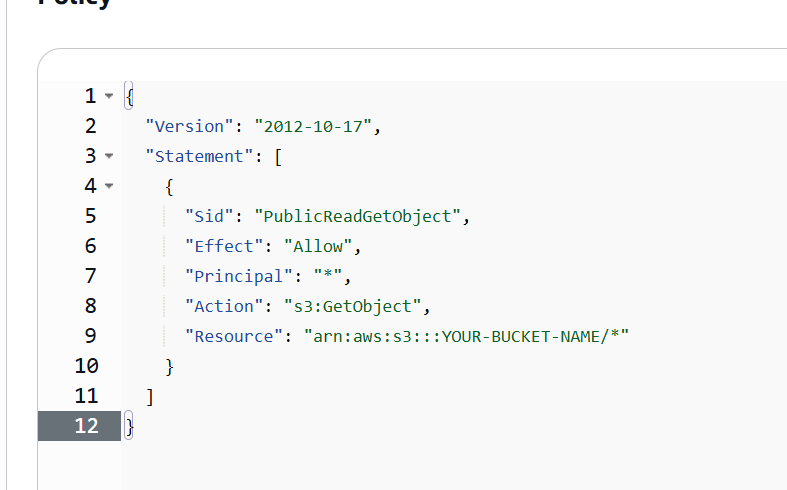 Policy
1 {
2 "Version": "2012-10-17",
3 "Statement": [
4 {
5 "Sid": "PublicReadGetObject",
6 "Effect": "Allow",
7 "Principal": "*",
8 "Action": "s3:GetObject",
9 "Resource": "arn:aws:s3:::YOUR-BUCKET-NAME/*"
10 }
11 ]
12 }